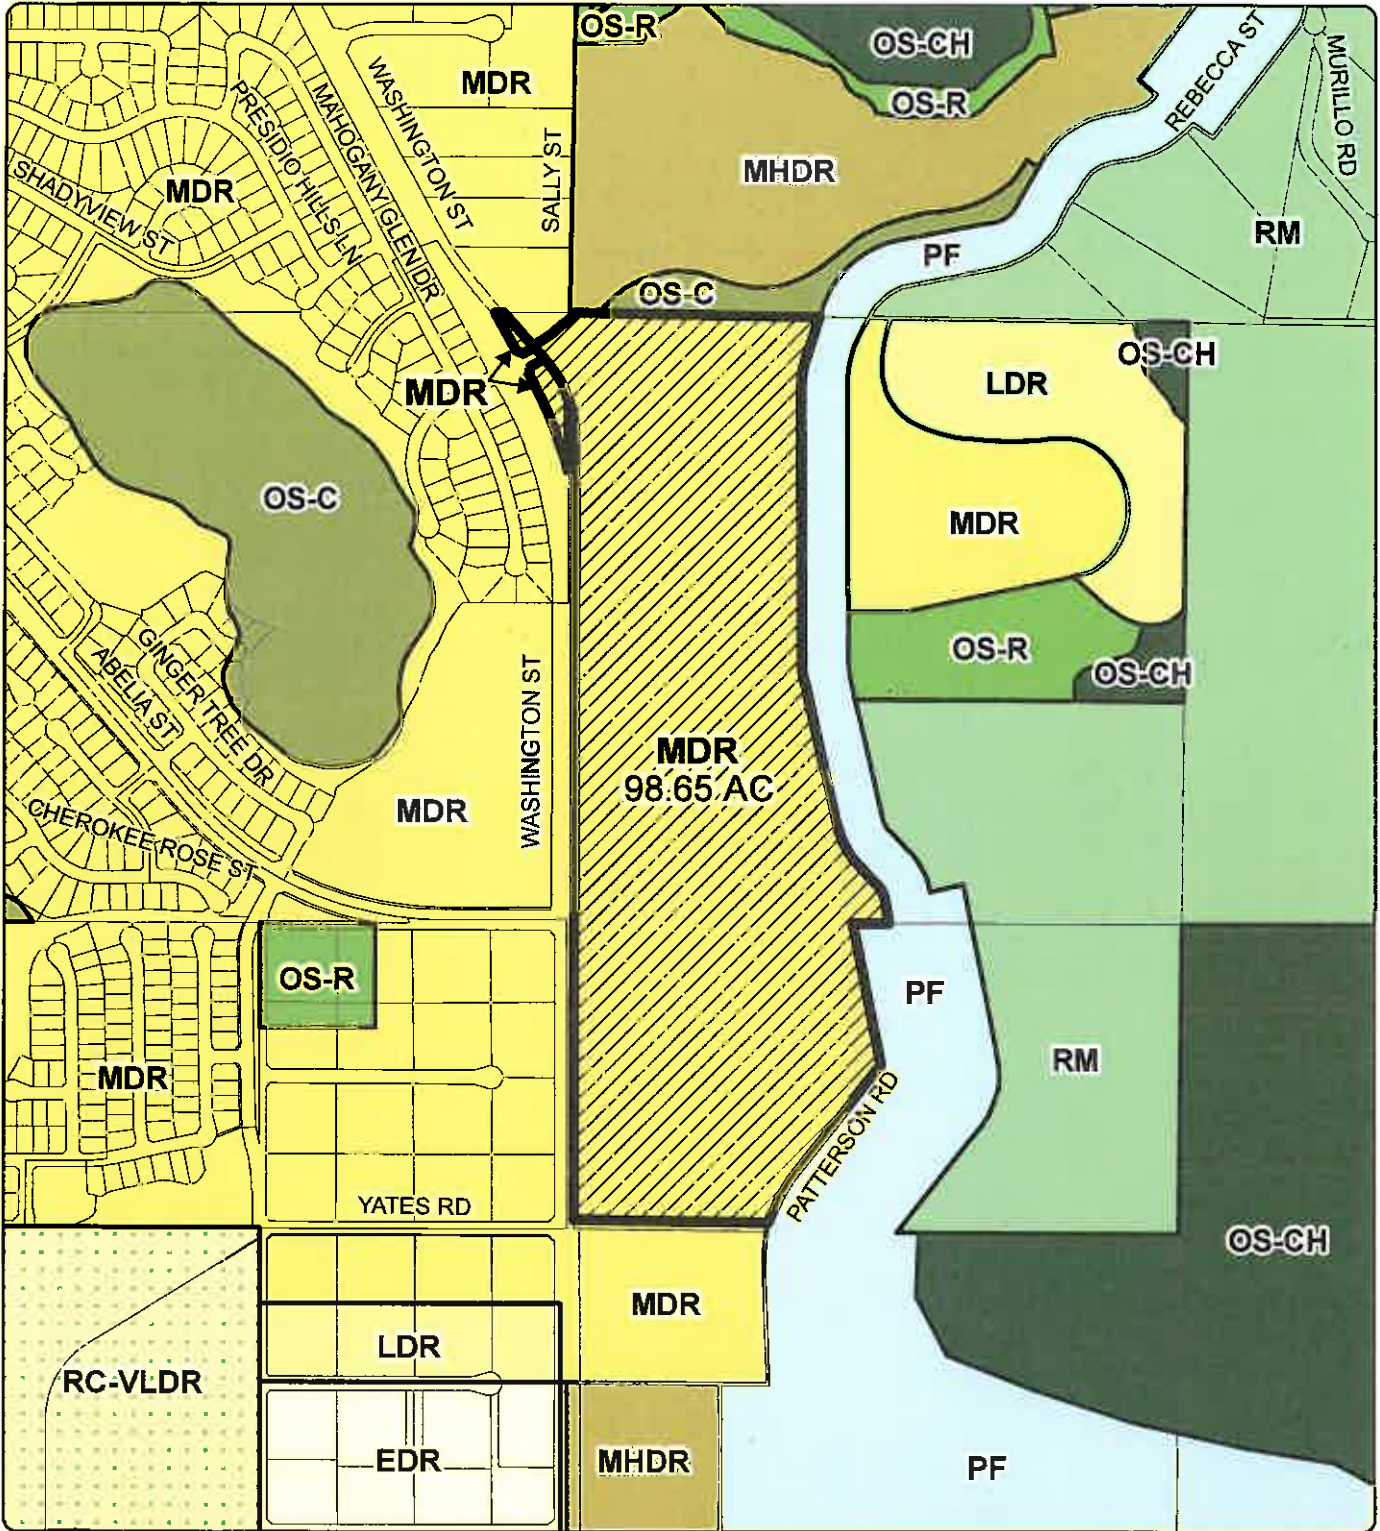 OS-R
OS-CH
REBECCA ST
MURILLO RD
WASHINGTON ST
MDR
OS-R
PRESIDIO HILLS LN
MAHOGANY GLEN DR
SALLY ST
MHDR
SHADYVIEW ST
MDR
RM
PF
OS-C
OS-CH
LDR
MDR
OS-C
MDR
OS-R
OS-CH
GINGER TREE DR
ABELIA ST
WASHINGTON ST
MDR
98.65 AC
MDR
CHEROKEE ROSE ST
OS-R
PF
MDR
RM
PATTERSON RD
YATES RD
OS-CH
MDR
LDR
RC-VLDR
EDR
MHDR
PF